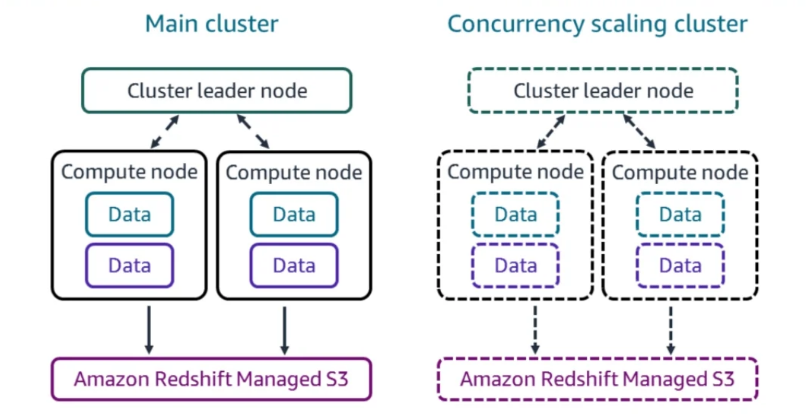 Main cluster
Concurrency scaling cluster
Cluster leader node
Cluster leader node
Compute node
Compute node
Compute node
Compute node
Data
Data
Data
Data
Data
Data
Data
Data
Amazon Redshift Managed S3
Amazon Redshift Managed S3